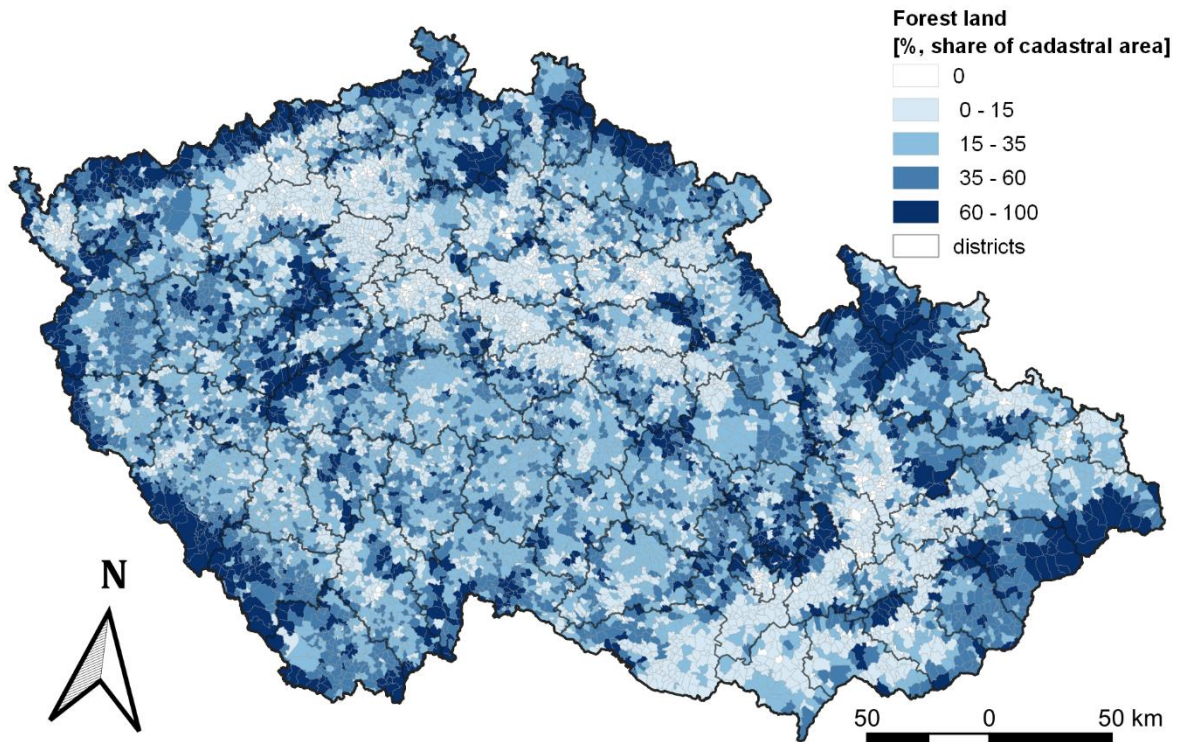 Forest land
[%, share of cadastral area]
0
0 - 15
15 - 35
35 - 60
60 - 100
districts
N
50 0 50 km